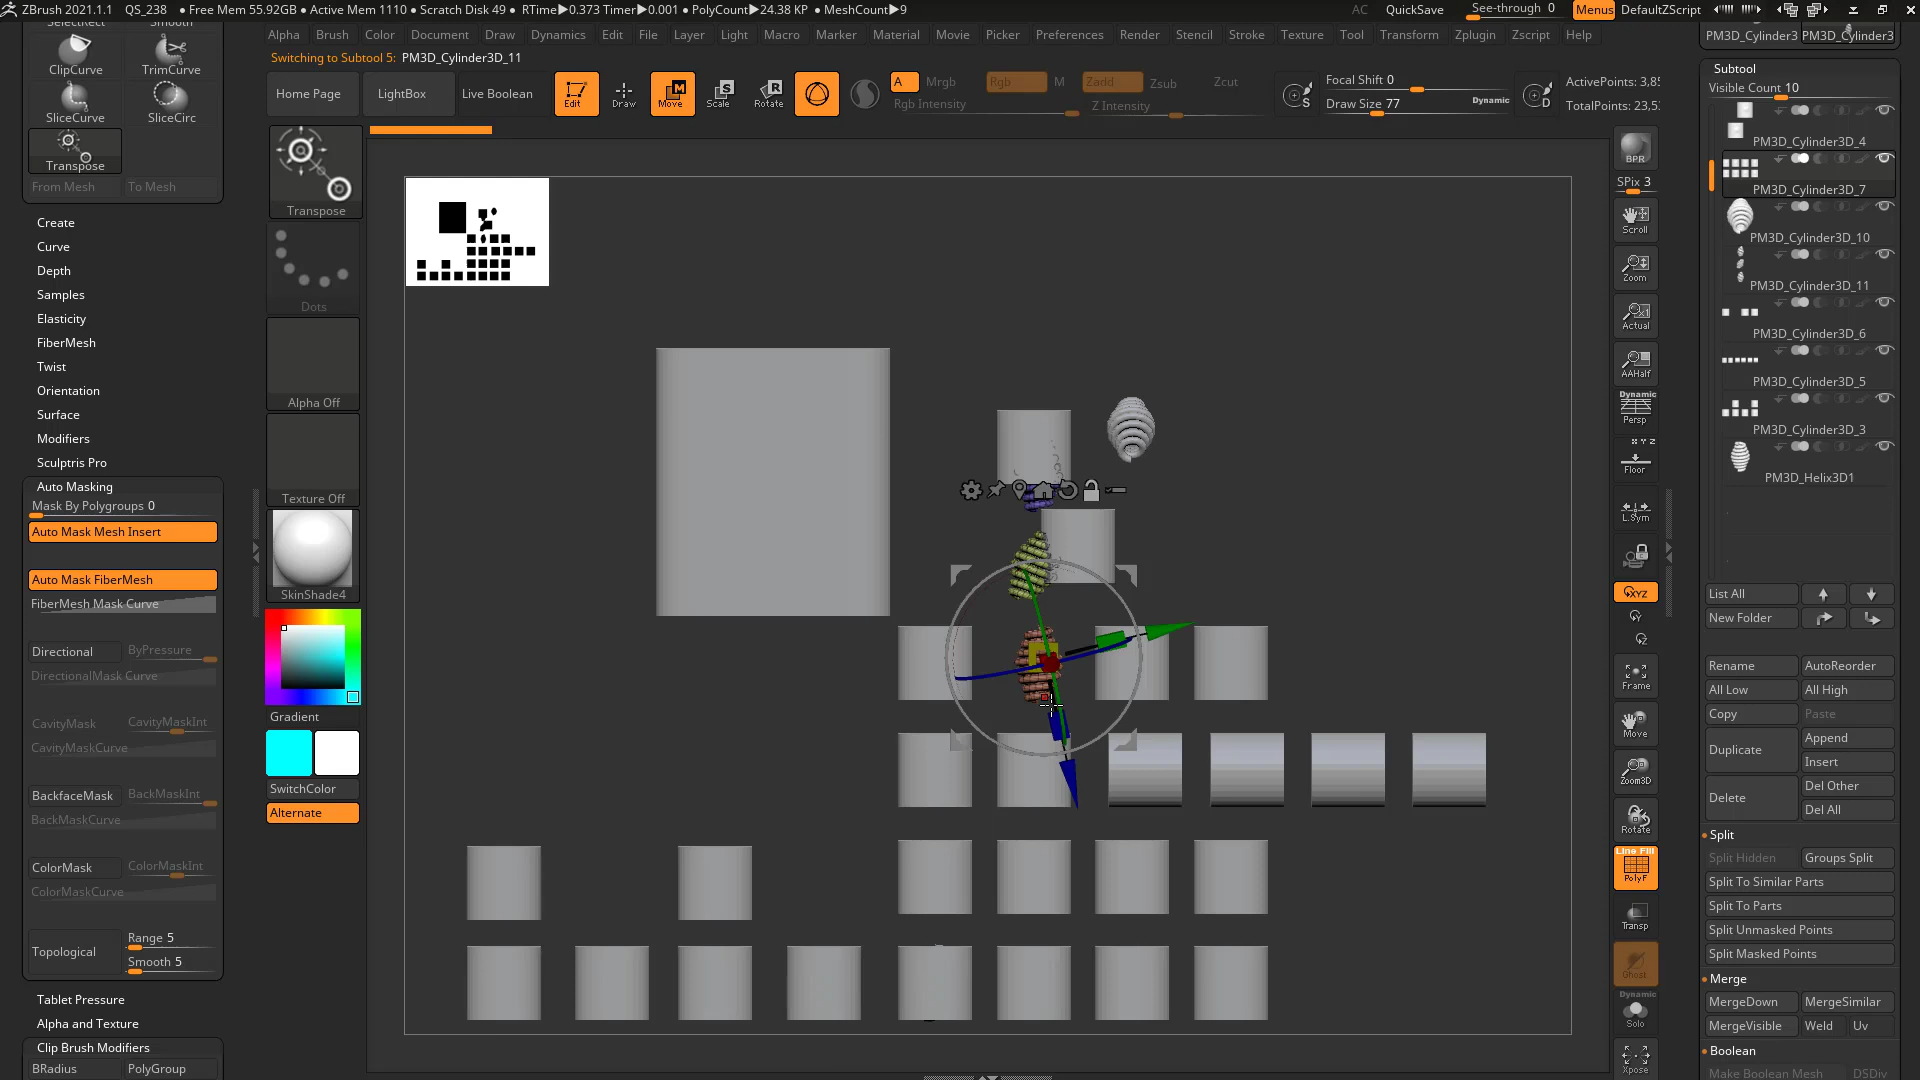 ZBrush 2021.1.1 QS_238 • Free Mem 55.92GB • Active Mem 1110 • Scratch Disk 49 • RTime▶0.373 Timer▶0.001 • PolyCount▶24.38 KP • MeshCount▶9
AC QuickSave See-through 0 Menus DefaultZScript
Alpha Brush Color Document Draw Dynamics Edit File Layer Light Macro Marker Material Movie Picker Preferences Render Stencil Stroke Texture Tool Transform Zplugin Zscript Help
Switching to Subtool 5: PM3D_Cylinder3D_11
Home Page LightBox Live Boolean Edit Draw Move Scale Rotate
A Mrgb Rgb M Zadd Zsub Zcut
Rgb Intensity Z Intensity
Focal Shift 0
Draw Size 77 Dynamic
S D
ActivePoints: 3,85
TotalPoints: 23,5
SelectRect Smooth
ClipCurve TrimCurve
SliceCurve SliceCirc
Transpose
From Mesh To Mesh
Create
Curve
Depth
Samples
Elasticity
FiberMesh
Twist
Orientation
Surface
Modifiers
Sculptris Pro
Auto Masking
Mask By Polygroups 0
Auto Mask Mesh Insert
Auto Mask FiberMesh
FiberMesh Mask Curve
Directional ByPressure
DirectionalMask Curve
CavityMask CavityMaskInt
CavityMaskCurve
BackfaceMask BackMaskInt
BackMaskCurve
ColorMask ColorMaskInt
ColorMaskCurve
Topological Range 5
Smooth 5
Tablet Pressure
Alpha and Texture
Clip Brush Modifiers
BRadius PolyGroup
Transpose
Dots
Alpha Off
Texture Off
SkinShade4
Gradient
SwitchColor
Alternate
BPR
SPix 3
Scroll
Zoom
Actual
AAHalf
Dynamic
Persp
X Y Z
Floor
L.Sym
XYZ
Y
Z
Frame
Move
Zoom3D
Rotate
Line Fill
PolyF
Transp
Ghost
Dynamic
Solo
Xpose
PM3D_Cylinder3 PM3D_Cylinder3
Subtool
Visible Count 10
PM3D_Cylinder3D_4
PM3D_Cylinder3D_7
PM3D_Cylinder3D_10
PM3D_Cylinder3D_11
PM3D_Cylinder3D_6
PM3D_Cylinder3D_5
PM3D_Cylinder3D_3
PM3D_Helix3D1
List All
New Folder
Rename AutoReorder
All Low All High
Copy Paste
Duplicate Append
Insert
Delete Del Other
Del All
Split
Split Hidden Groups Split
Split To Similar Parts
Split To Parts
Split Unmasked Points
Split Masked Points
Merge
MergeDown MergeSimilar
MergeVisible Weld Uv
Boolean
Make Boolean Mesh DSDiv